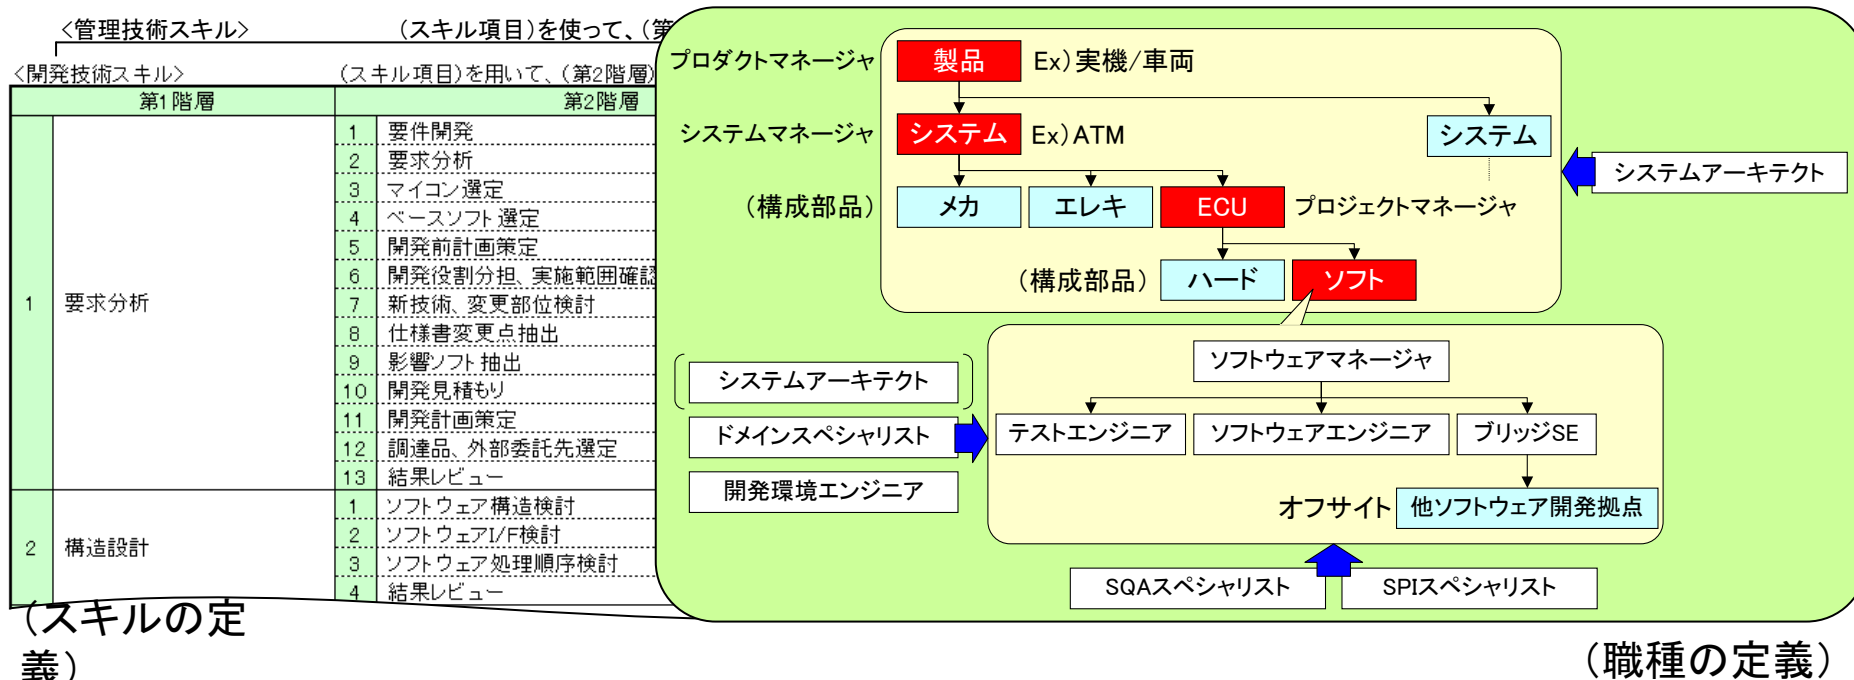 <管理技術スキル>
(スキル項目)を使って、(第
<開発技術スキル>
(スキル項目)を用いて、(第2階層)
第1階層
第2階層
1
要求分析
1 要件開発
2 要求分析
3 マイコン選定
4 ベースソフト選定
5 開発前計画策定
6 開発役割分担、実施範囲確認
7 新技術、変更部位検討
8 仕様書変更点抽出
9 影響ソフト抽出
10 開発見積もり
11 開発計画策定
12 調達品、外部委託先選定
13 結果レビュー
2
構造設計
1 ソフトウェア構造検討
2 ソフトウェアI/F検討
3 ソフトウェア処理順序検討
4 結果レビュー
(スキルの定
義)
プロダクトマネージャ
製品
Ex)実機/車両
システムマネージャ
システム
Ex)ATM
システム
システムアーキテクト
(構成部品)
メカ
エレキ
ECU
プロジェクトマネージャ
(構成部品)
ハード
ソフト
ソフトウェアマネージャ
システムアーキテクト
ドメインスペシャリスト
開発環境エンジニア
テストエンジニア
ソフトウェアエンジニア
ブリッジSE
オフサイト
他ソフトウェア開発拠点
SQAスペシャリスト
SPIスペシャリスト
(職種の定義)